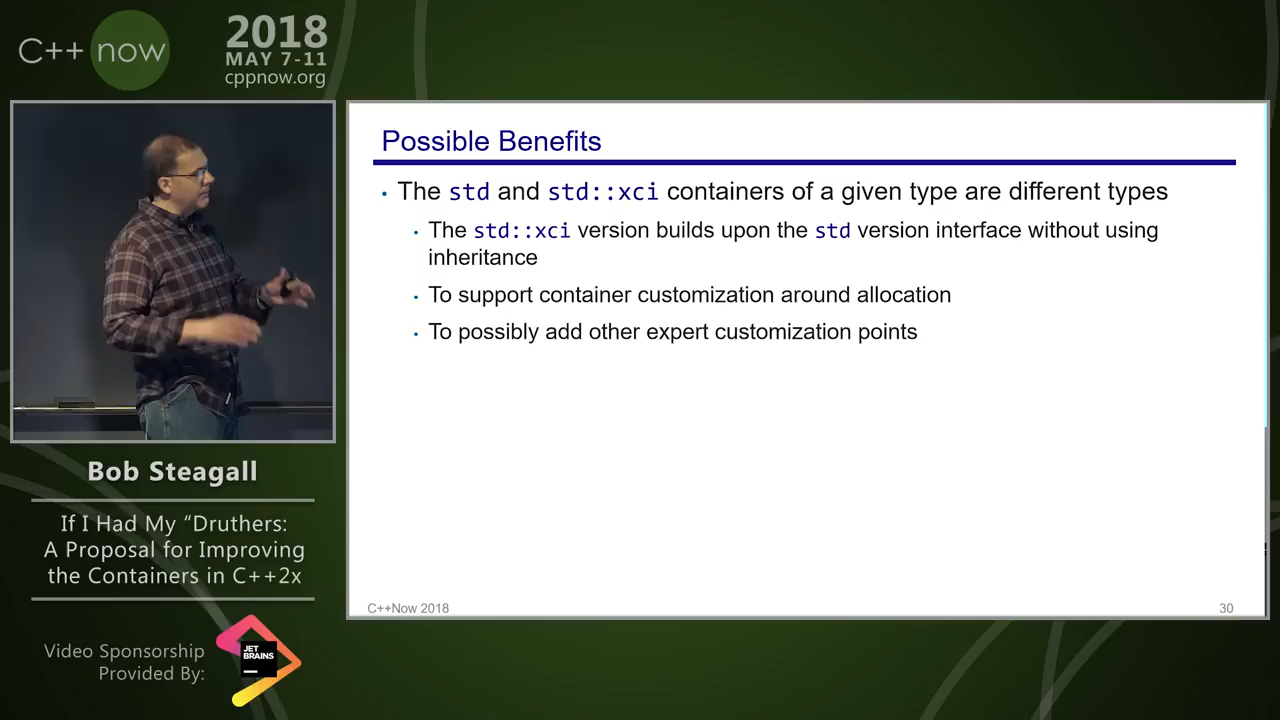 C++ now
2018
MAY 7-11
cppnow.org
Possible Benefits
• The std and std::xci containers of a given type are different types
• The std::xci version builds upon the std version interface without using
inheritance
• To support container customization around allocation
• To possibly add other expert customization points
C++Now 2018
30
Bob Steagall
If I Had My “Druthers:
A Proposal for Improving
the Containers in C++2x
Video Sponsorship
Provided By:
JET
BRAINS